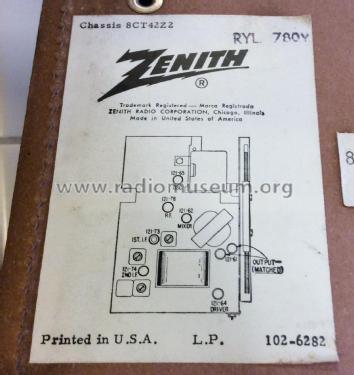 Chassis 8CT42Z2
RYL 780Y
ZENITH
®
Trademark Registered — Marca Registrada
ZENITH RADIO CORPORATION, Chicago, Illinois
Made in United States of America
121-65
121-78
R.F.
121-62
MIXER
www.radiomuseum.org
121-73
1ST. I.F.
121-74
2ND I.F.
121-61
OUTPUT
(MATCHED)
121-64
DRIVER
8
Printed in U.S.A. L.P. 102-6282